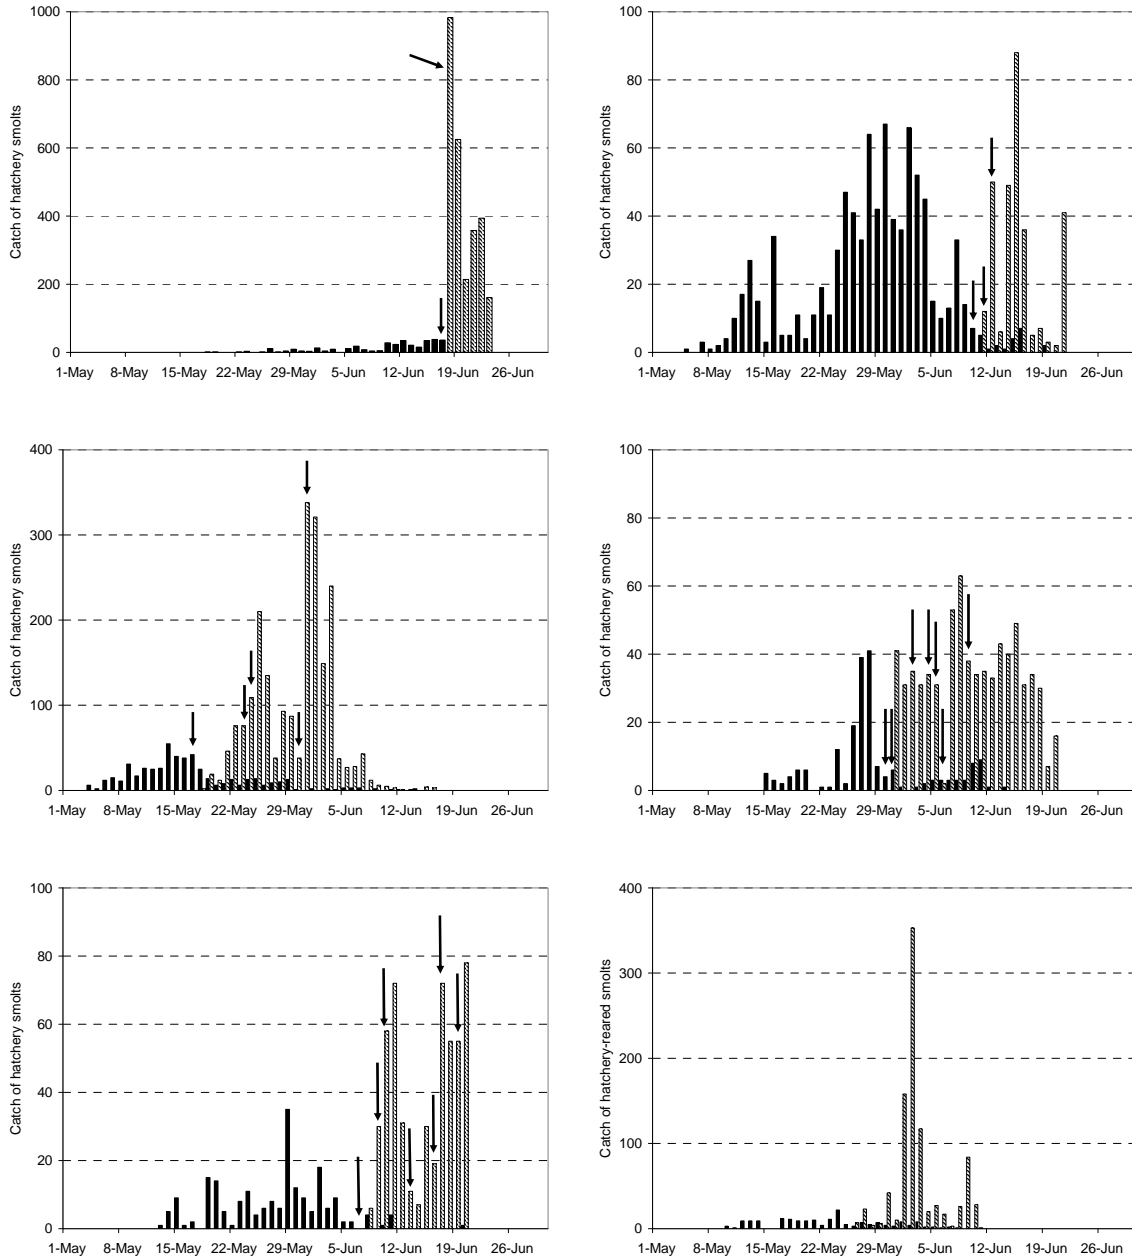 1000
800
600
400
200
0
Catch of hatchery smolts
1-May 8-May 15-May 22-May 29-May 5-Jun 12-Jun 19-Jun 26-Jun
100
80
60
40
20
0
Catch of hatchery smolts
1-May 8-May 15-May 22-May 29-May 5-Jun 12-Jun 19-Jun 26-Jun
400
300
200
100
0
Catch of hatchery smolts
1-May 8-May 15-May 22-May 29-May 5-Jun 12-Jun 19-Jun 26-Jun
100
80
60
40
20
0
Catch of hatchery smolts
1-May 8-May 15-May 22-May 29-May 5-Jun 12-Jun 19-Jun 26-Jun
100
80
60
40
20
0
Catch of hatchery smolts
1-May 8-May 15-May 22-May 29-May 5-Jun 12-Jun 19-Jun 26-Jun
400
300
200
100
0
Catch of hatchery-reared smolts
1-May 8-May 15-May 22-May 29-May 5-Jun 12-Jun 19-Jun 26-Jun